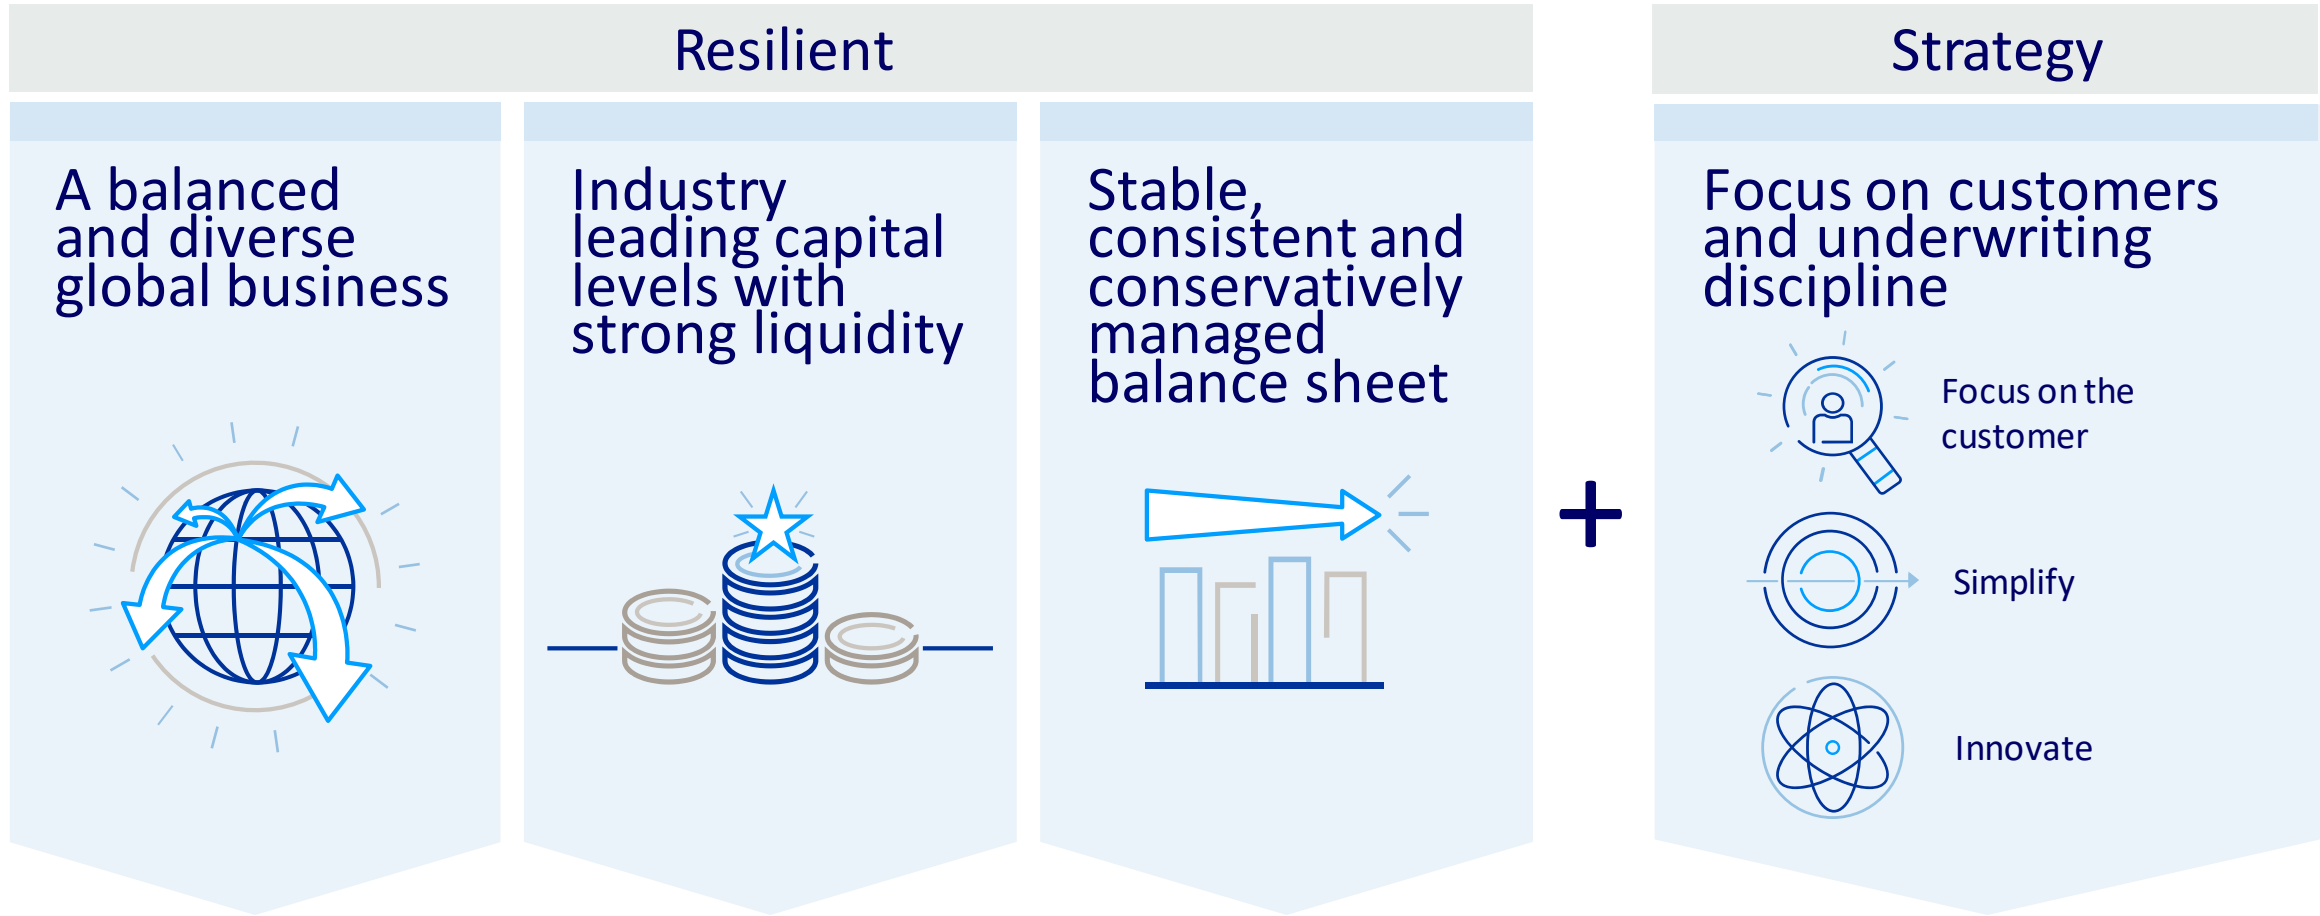 Resilient
Strategy
A balanced
and diverse
global business
Industry
leading capital
levels with
strong liquidity
Stable,
consistent and
conservatively
managed
balance sheet
+
Focus on customers
and underwriting
discipline
Focus on the
customer
Simplify
Innovate